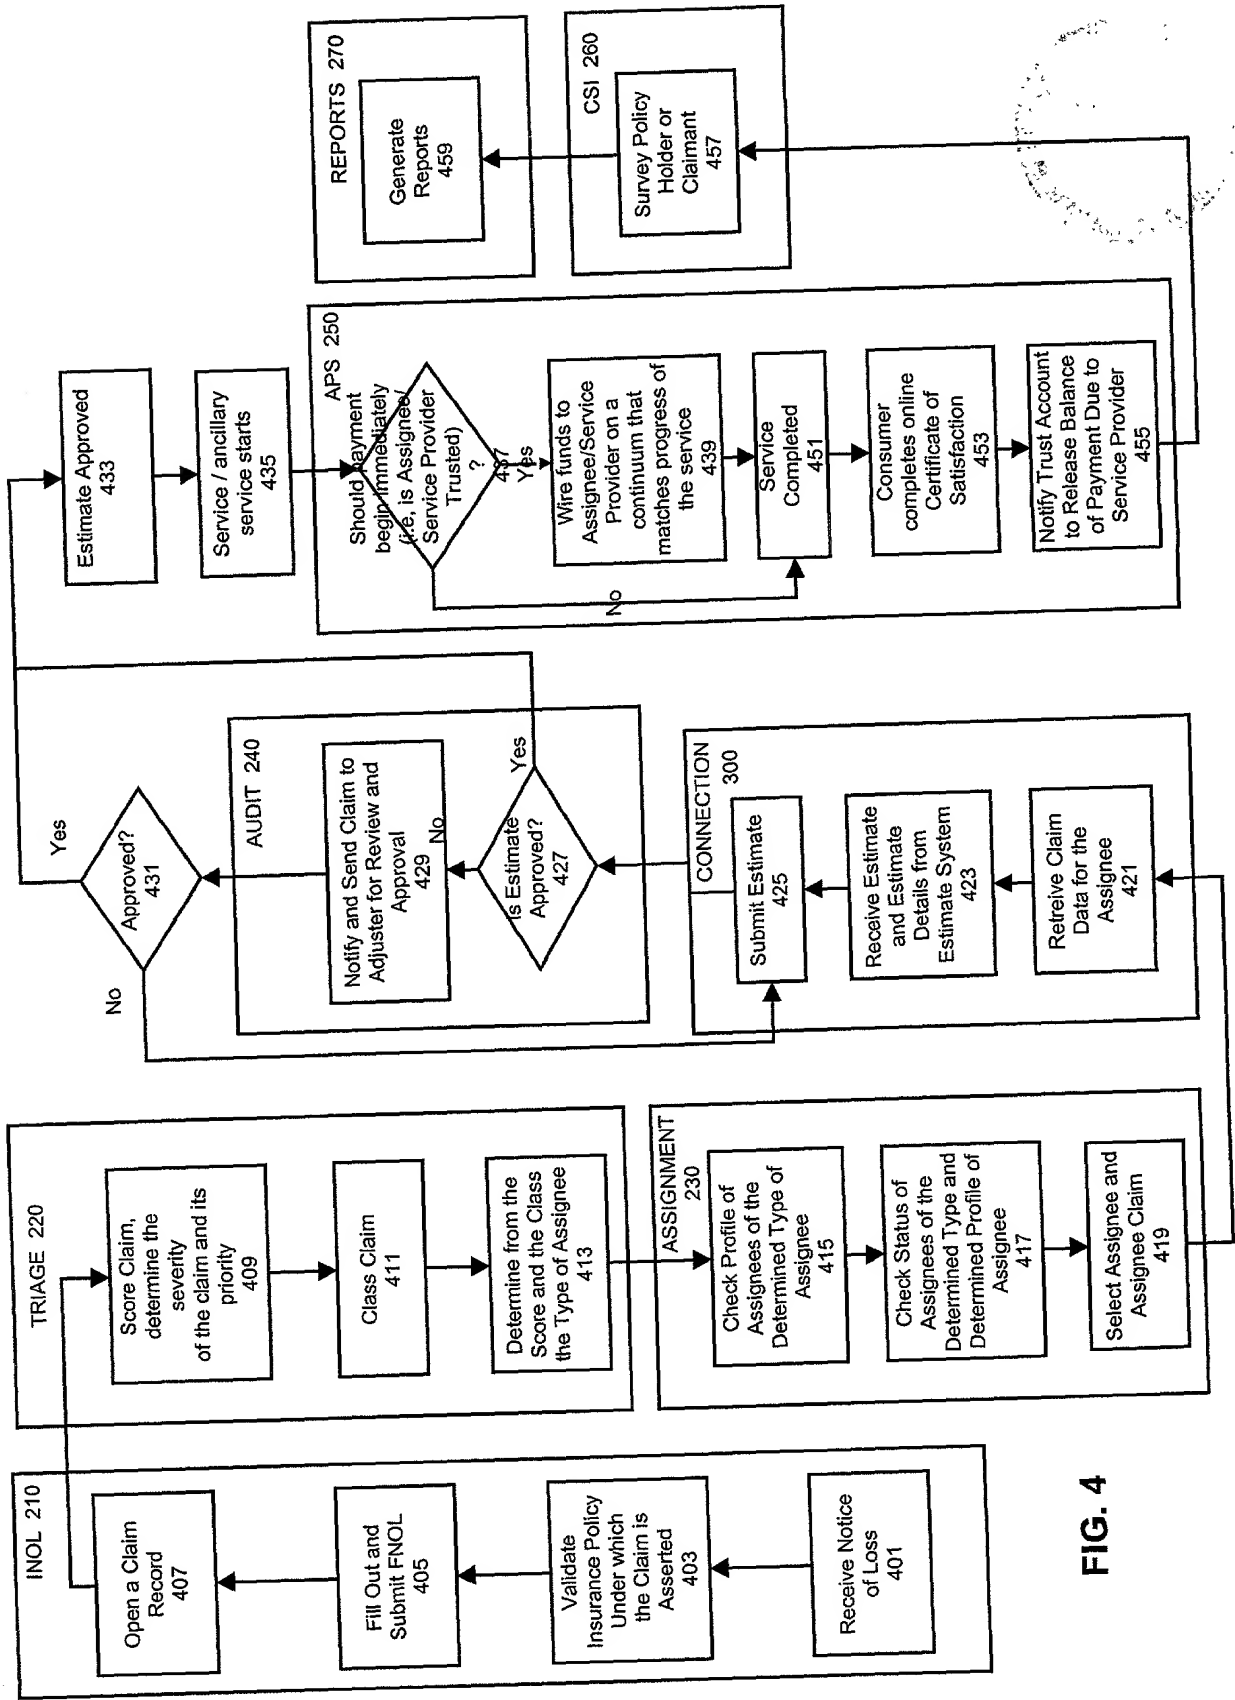 INOL 210
Open a Claim
Record
407
Fill Out and
Submit FNOL
405
Validate
Insurance Policy
Under which
the Claim is
Asserted
403
Receive Notice
of Loss
401
TRIAGE 220
Score Claim,
determine the
severity
of the claim and its
priority
409
Class Claim
411
Determine from the
Score and the Class
the Type of Assignee
413
ASSIGNMENT
230
Check Profile of
Assignees of the
Determined Type of
Assignee
415
Check Status of
Assignees of the
Determined Type and
Determined Profile of
Assignee
417
Select Assignee and
Assignee Claim
419
No
Approved?
431
Yes
AUDIT 240
Notify and Send Claim to
Adjuster for Review and
Approval
429
No
Is Estimate
Approved?
427
Yes
CONNECTION
300
Submit Estimate
425
Receive Estimate
and Estimate
Details from
Estimate System
423
Retreive Claim
Data for the
Assignee
421
Estimate Approved
433
Service / ancillary
service starts
435
APS 250
Should payment
begin immediately
(i.e, is Assignee/
Service Provider
Trusted)
?
437
Yes
No
Wire funds to
Assignee/Service
Provider on a
continuum that
matches progress of
the service
439
Service
Completed
451
Consumer
completes online
Certificate of
Satisfaction
453
Notify Trust Account
to Release Balance
of Payment Due to
Service Provider
455
REPORTS 270
Generate
Reports
459
CSI 260
Survey Policy
Holder or
Claimant
457
FIG. 4